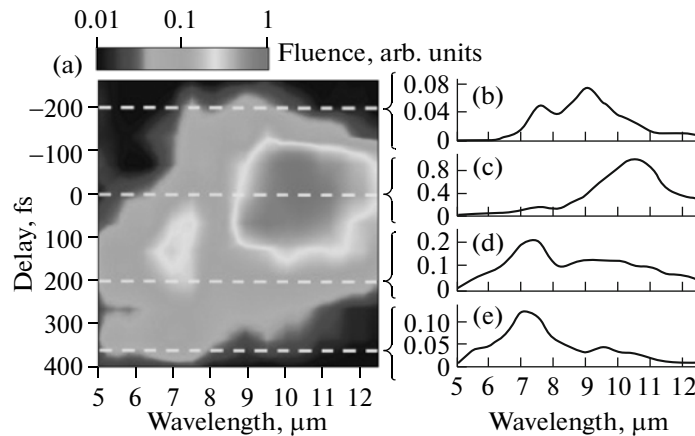 0.01 0.1 1
Fluence, arb. units
(a)
Delay, fs
−200
−100
0
100
200
300
400
5 6 7 8 9 10 11 12
Wavelength, μm
(b)
0.08
0.04
0
(c)
0.8
0.4
0
(d)
0.2
0.1
0
(e)
0.10
0.05
0
5 6 7 8 9 10 11 12
Wavelength, μm